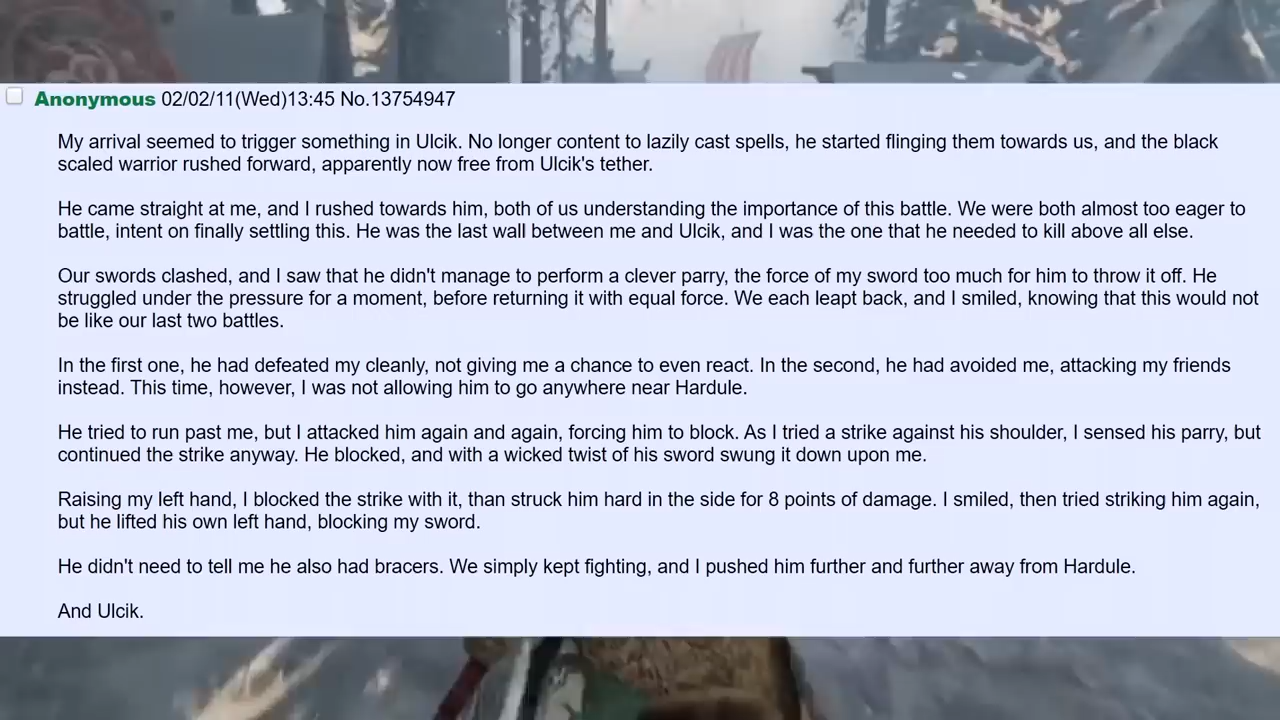 Anonymous 02/02/11(Wed)13:45 No.13754947
My arrival seemed to trigger something in Ulcik. No longer content to lazily cast spells, he started flinging them towards us, and the black
scaled warrior rushed forward, apparently now free from Ulcik's tether.
He came straight at me, and I rushed towards him, both of us understanding the importance of this battle. We were both almost too eager to
battle, intent on finally settling this. He was the last wall between me and Ulcik, and I was the one that he needed to kill above all else.
Our swords clashed, and I saw that he didn't manage to perform a clever parry, the force of my sword too much for him to throw it off. He
struggled under the pressure for a moment, before returning it with equal force. We each leapt back, and I smiled, knowing that this would not
be like our last two battles.
In the first one, he had defeated my cleanly, not giving me a chance to even react. In the second, he had avoided me, attacking my friends
instead. This time, however, I was not allowing him to go anywhere near Hardule.
He tried to run past me, but I attacked him again and again, forcing him to block. As I tried a strike against his shoulder, I sensed his parry, but
continued the strike anyway. He blocked, and with a wicked twist of his sword swung it down upon me.
Raising my left hand, I blocked the strike with it, than struck him hard in the side for 8 points of damage. I smiled, then tried striking him again,
but he lifted his own left hand, blocking my sword.
He didn't need to tell me he also had bracers. We simply kept fighting, and I pushed him further and further away from Hardule.
And Ulcik.